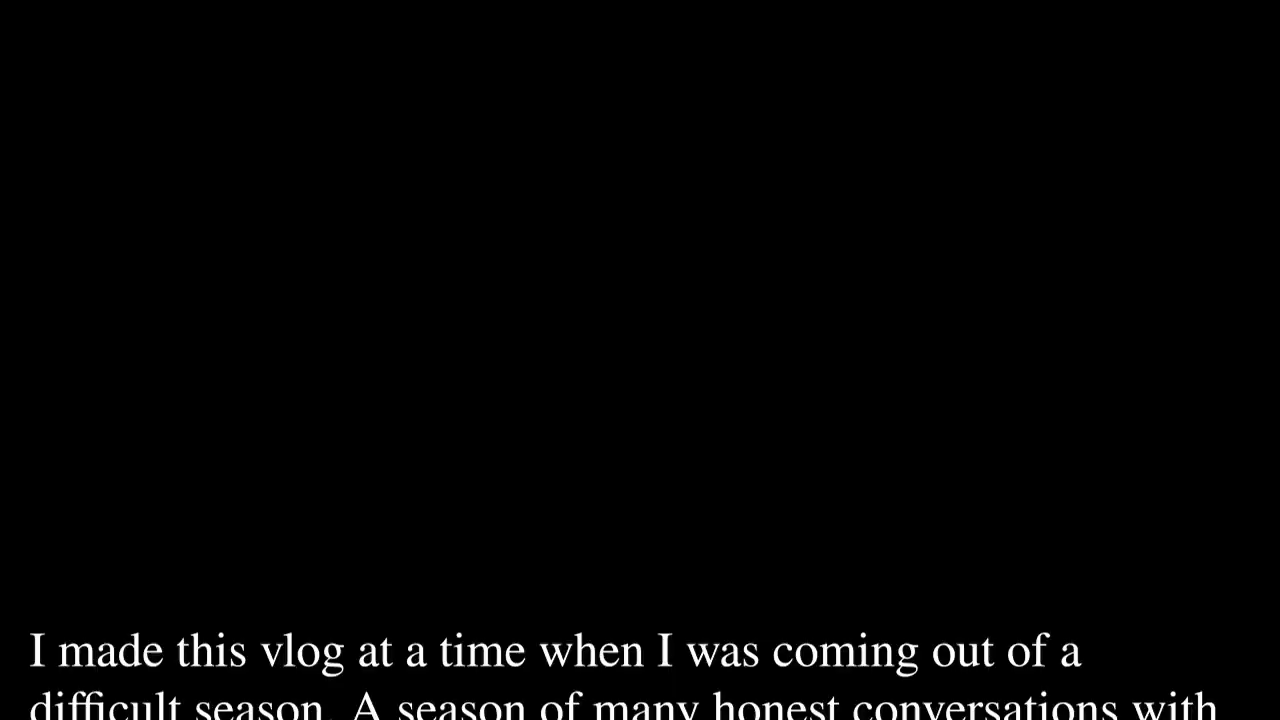 I made this vlog at a time when I was coming out of a
difficult season. A season of many honest conversations with